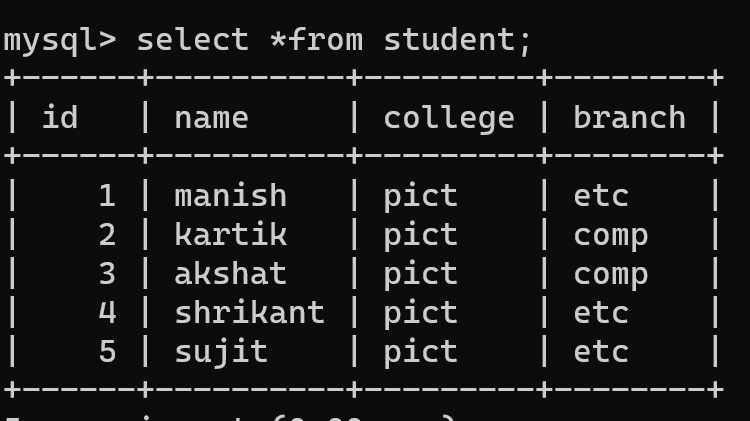 mysql> select *from student;
+------+----------+---------+--------+
| id   | name     | college | branch |
+------+----------+---------+--------+
|    1 | manish   | pict    | etc    |
|    2 | kartik   | pict    | comp   |
|    3 | akshat   | pict    | comp   |
|    4 | shrikant | pict    | etc    |
|    5 | sujit    | pict    | etc    |
+------+----------+---------+--------+